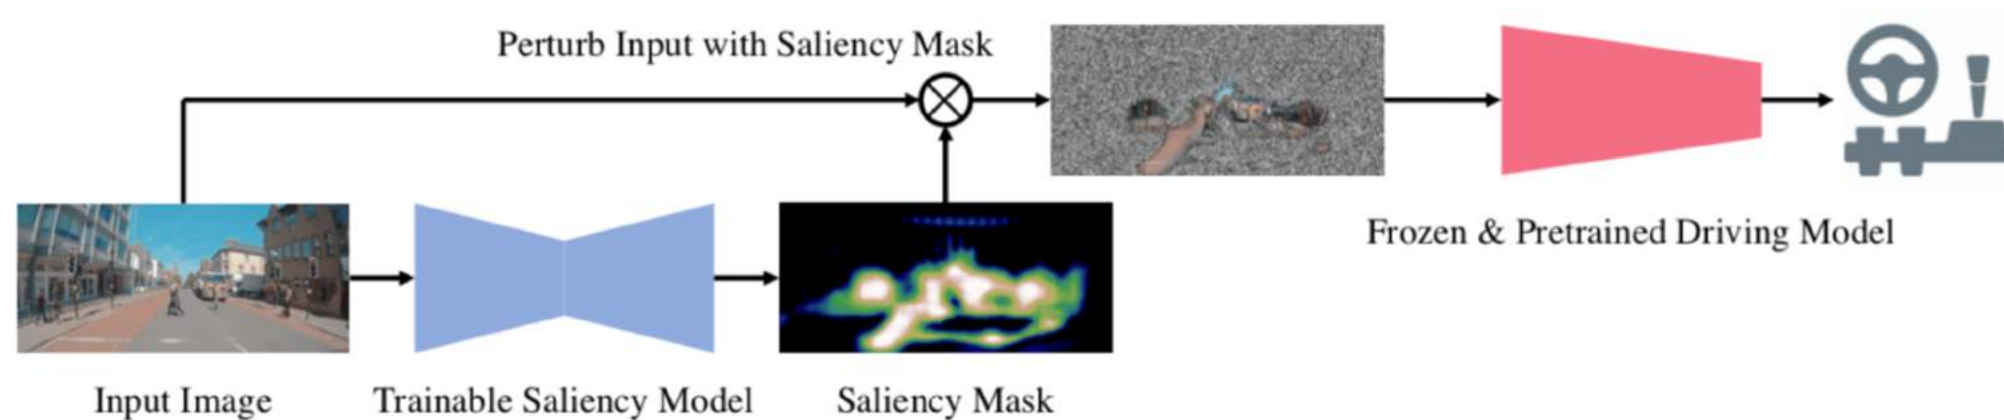 Perturb Input with Saliency Mask
Frozen & Pretrained Driving Model
Input Image
Trainable Saliency Model
Saliency Mask